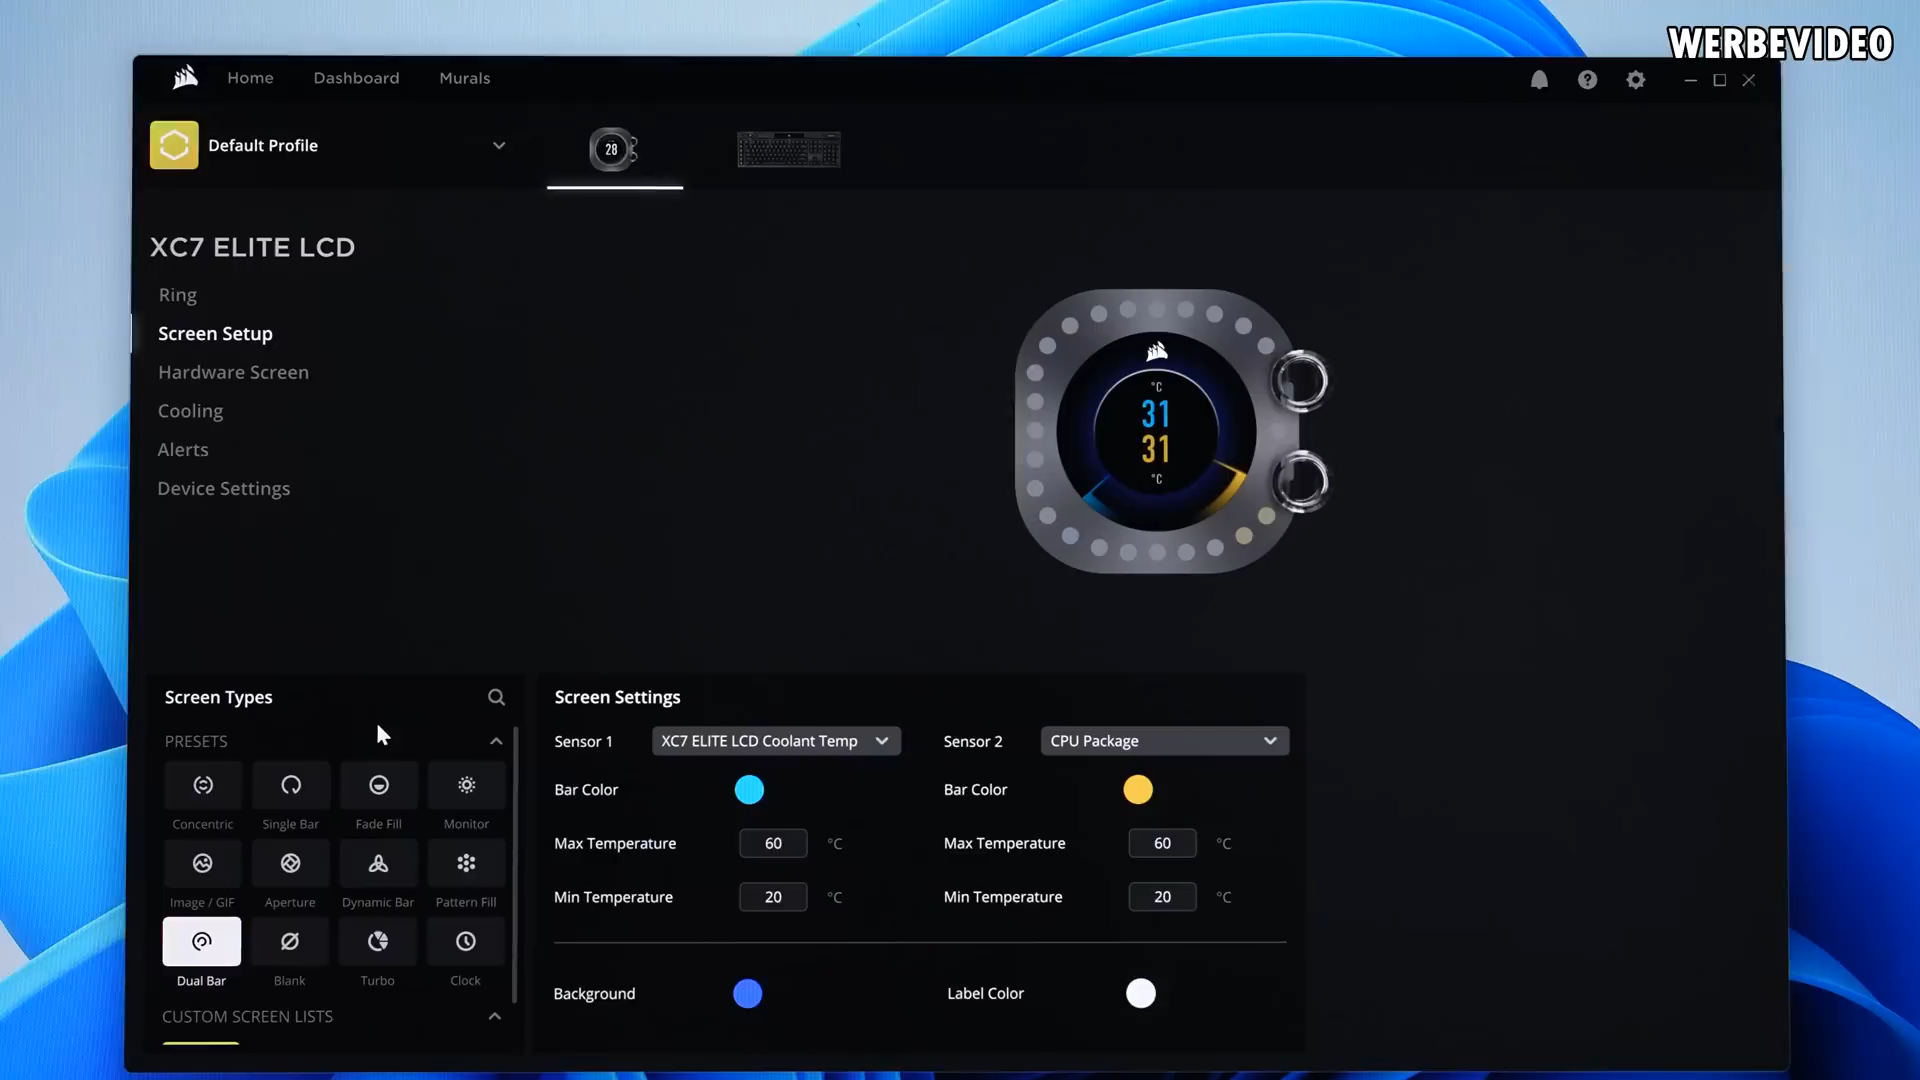 WERBEVIDEO
Home Dashboard Murals
Default Profile
28
XC7 ELITE LCD
Ring
Screen Setup
Hardware Screen
Cooling
Alerts
Device Settings
°C
31
31
°C
Screen Types
PRESETS
Concentric Single Bar Fade Fill Monitor
Image / GIF Aperture Dynamic Bar Pattern Fill
Dual Bar Blank Turbo Clock
CUSTOM SCREEN LISTS
Screen Settings
Sensor 1 XC7 ELITE LCD Coolant Temp Sensor 2 CPU Package
Bar Color Bar Color
Max Temperature 60 °C Max Temperature 60 °C
Min Temperature 20 °C Min Temperature 20 °C
Background Label Color